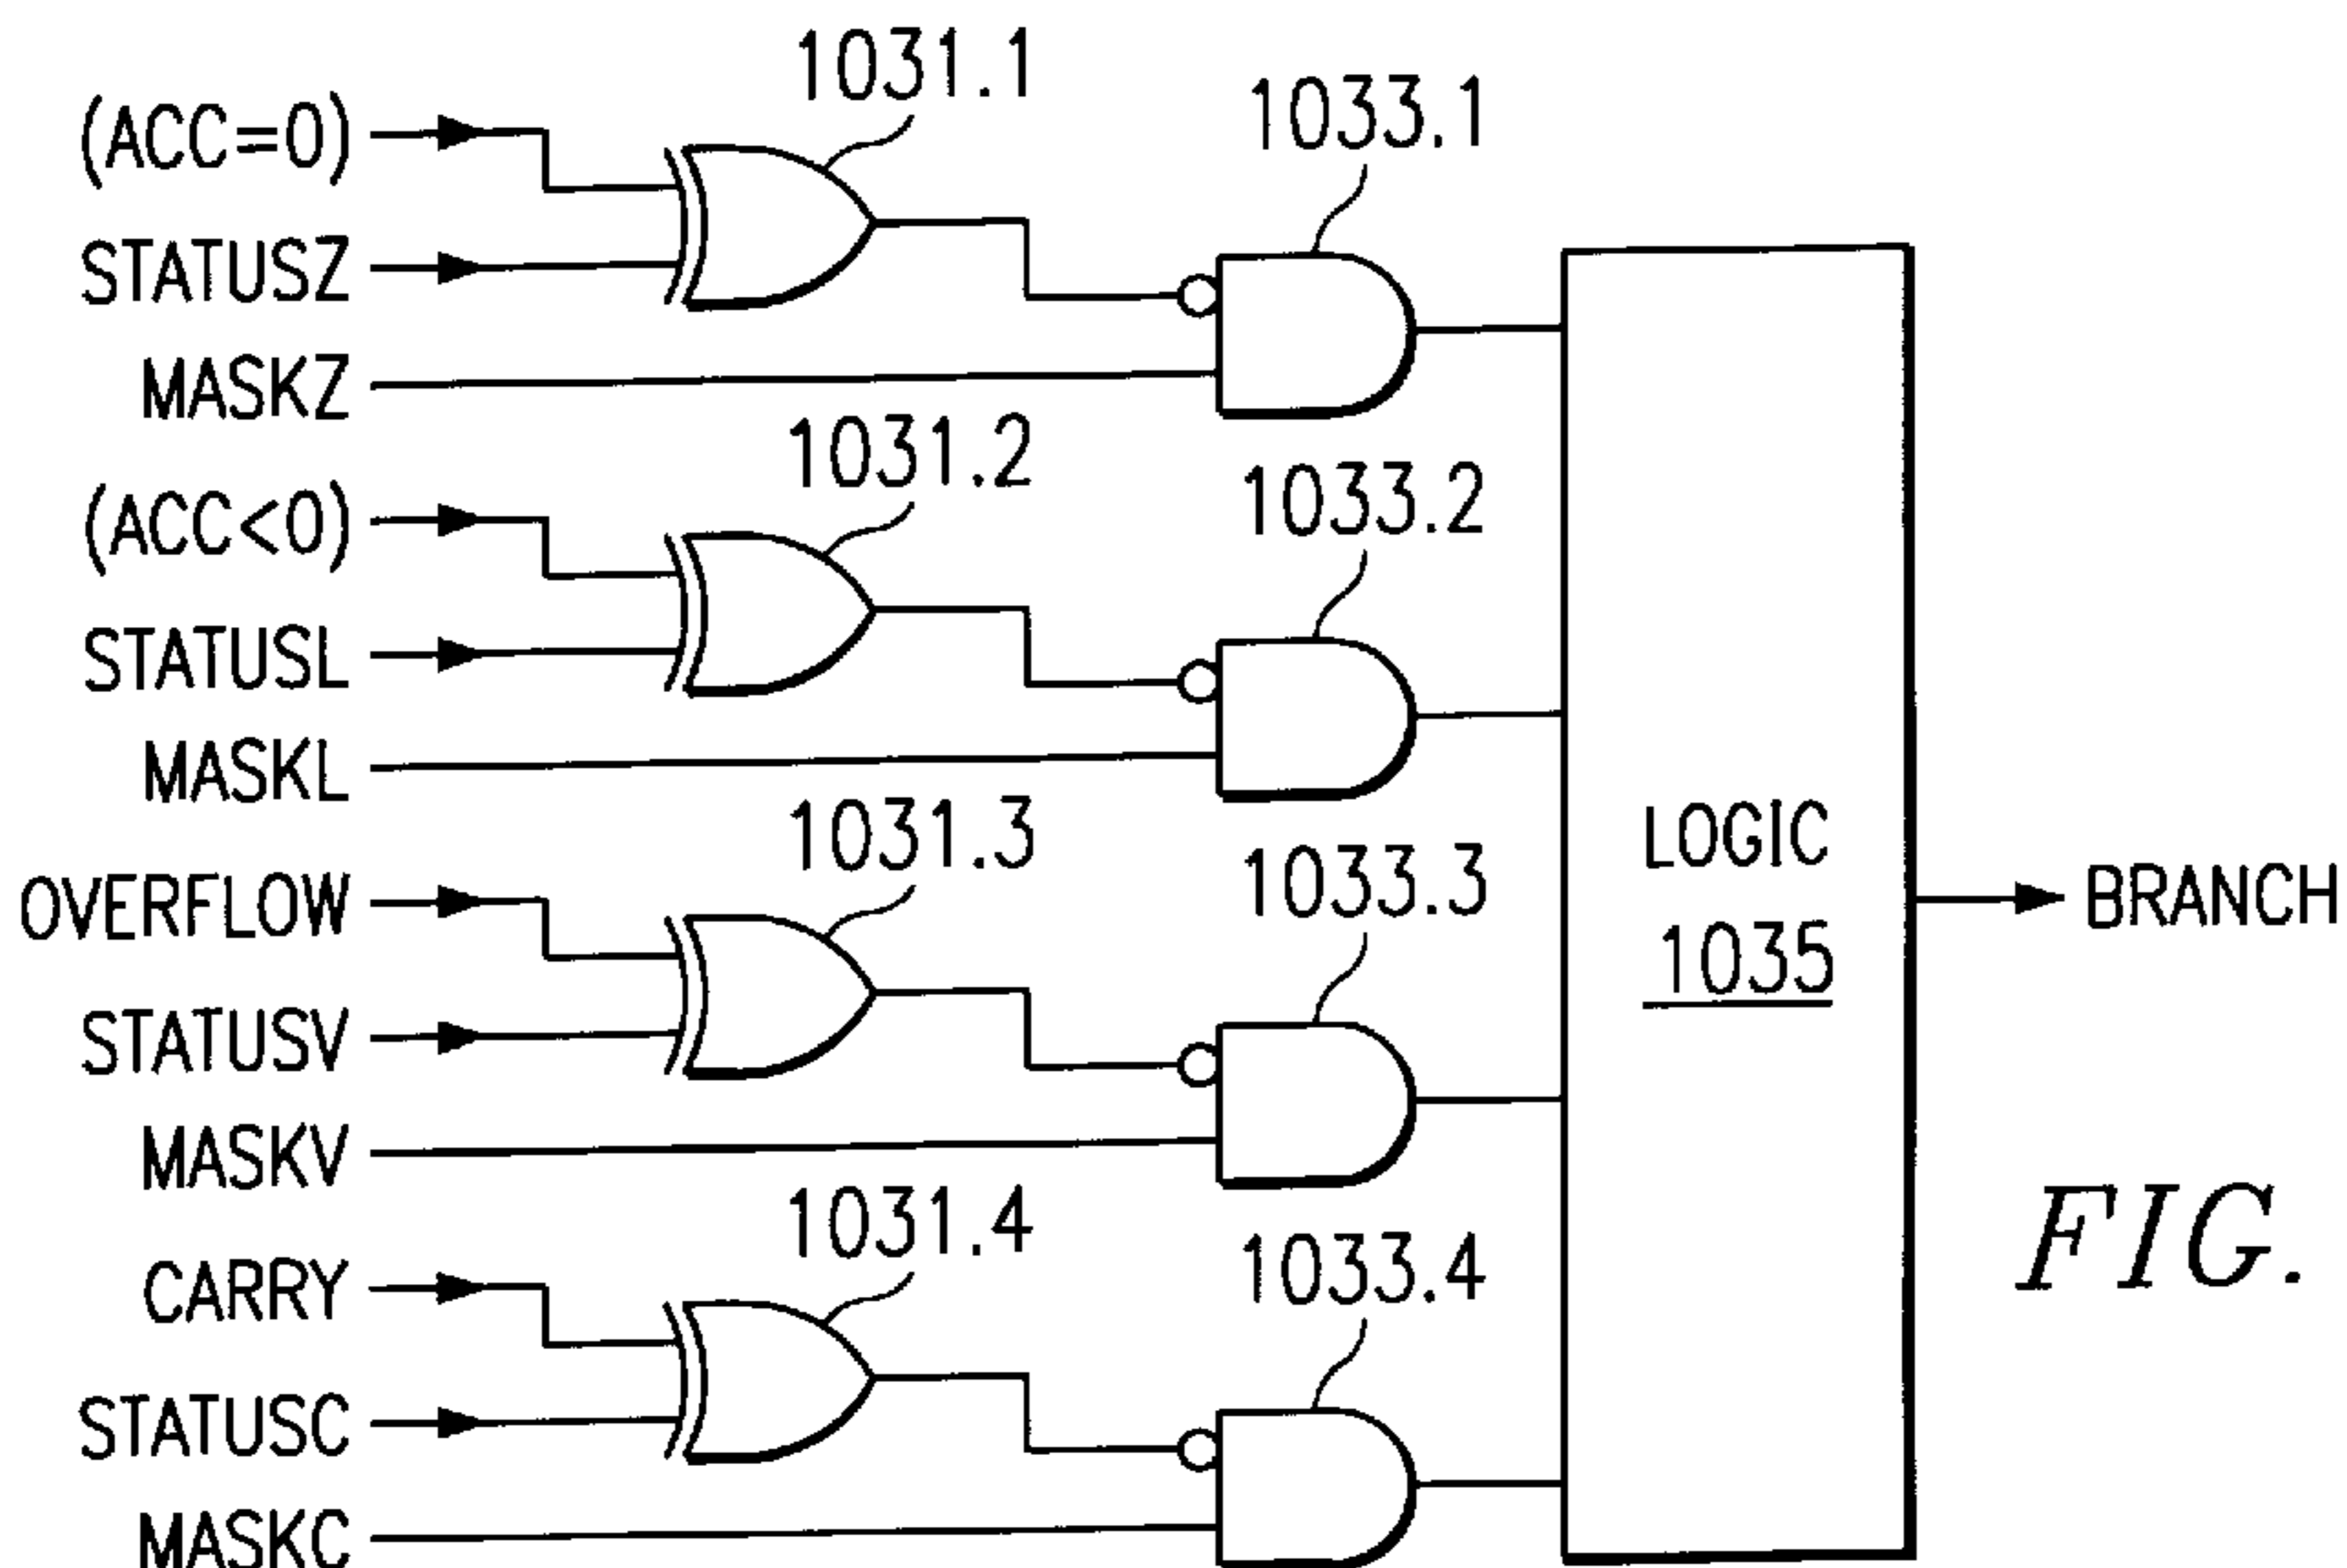 1031.1
1033.1
(ACC=0)
STATUSZ
MASKZ
1031.2
1033.2
(ACC<0)
STATUSL
MASKL
1031.3
1033.3
OVERFLOW
STATUSV
MASKV
1031.4
1033.4
CARRY
STATUSC
MASKC
LOGIC
1035
BRANCH
FIG.